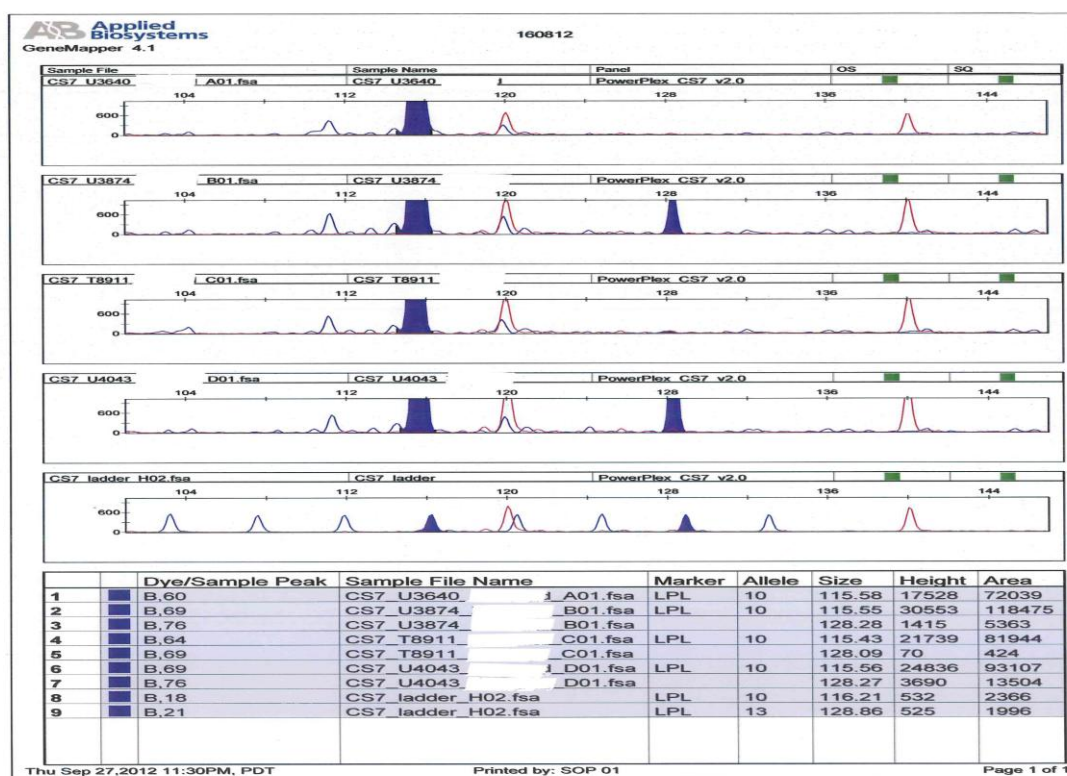 AB Applied
Biosystems
GeneMapper 4.1
160812
Sample File Sample Name Panel OS SQ
CS7_U3640 A01.fsa CS7_U3640 PowerPlex_CS7_v2.0
104 112 120 128 136 144
600
0
CS7_U3874 B01.fsa CS7_U3874 PowerPlex_CS7_v2.0
104 112 120 128 136 144
600
0
CS7_T8911 C01.fsa CS7_T8911 PowerPlex_CS7_v2.0
104 112 120 128 136 144
600
0
CS7_U4043 D01.fsa CS7_U4043 PowerPlex_CS7_v2.0
104 112 120 128 136 144
600
0
CS7_ladder_H02.fsa CS7_ladder PowerPlex_CS7_v2.0
104 112 120 128 136 144
600
0
Dye/Sample Peak Sample File Name Marker Allele Size Height Area
1 B,60 CS7_U3640_ _A01.fsa LPL 10 115.58 17528 72039
2 B,69 CS7_U3874 B01.fsa LPL 10 115.55 30553 118475
3 B,76 CS7_U3874 B01.fsa 128.28 1415 5363
4 B,64 CS7_T8911_ C01.fsa LPL 10 115.43 21739 81944
5 B,69 CS7_T8911_ C01.fsa 128.09 70 424
6 B,69 CS7_U4043 _D01.fsa LPL 10 115.56 24836 93107
7 B,76 CS7_U4043_ _D01.fsa 128.27 3690 13504
8 B,18 CS7_ladder_H02.fsa LPL 10 116.21 532 2366
9 B,21 CS7_ladder_H02.fsa LPL 13 128.86 525 1996
Thu Sep 27,2012 11:30PM, PDT Printed by: SOP 01 Page 1 of 1